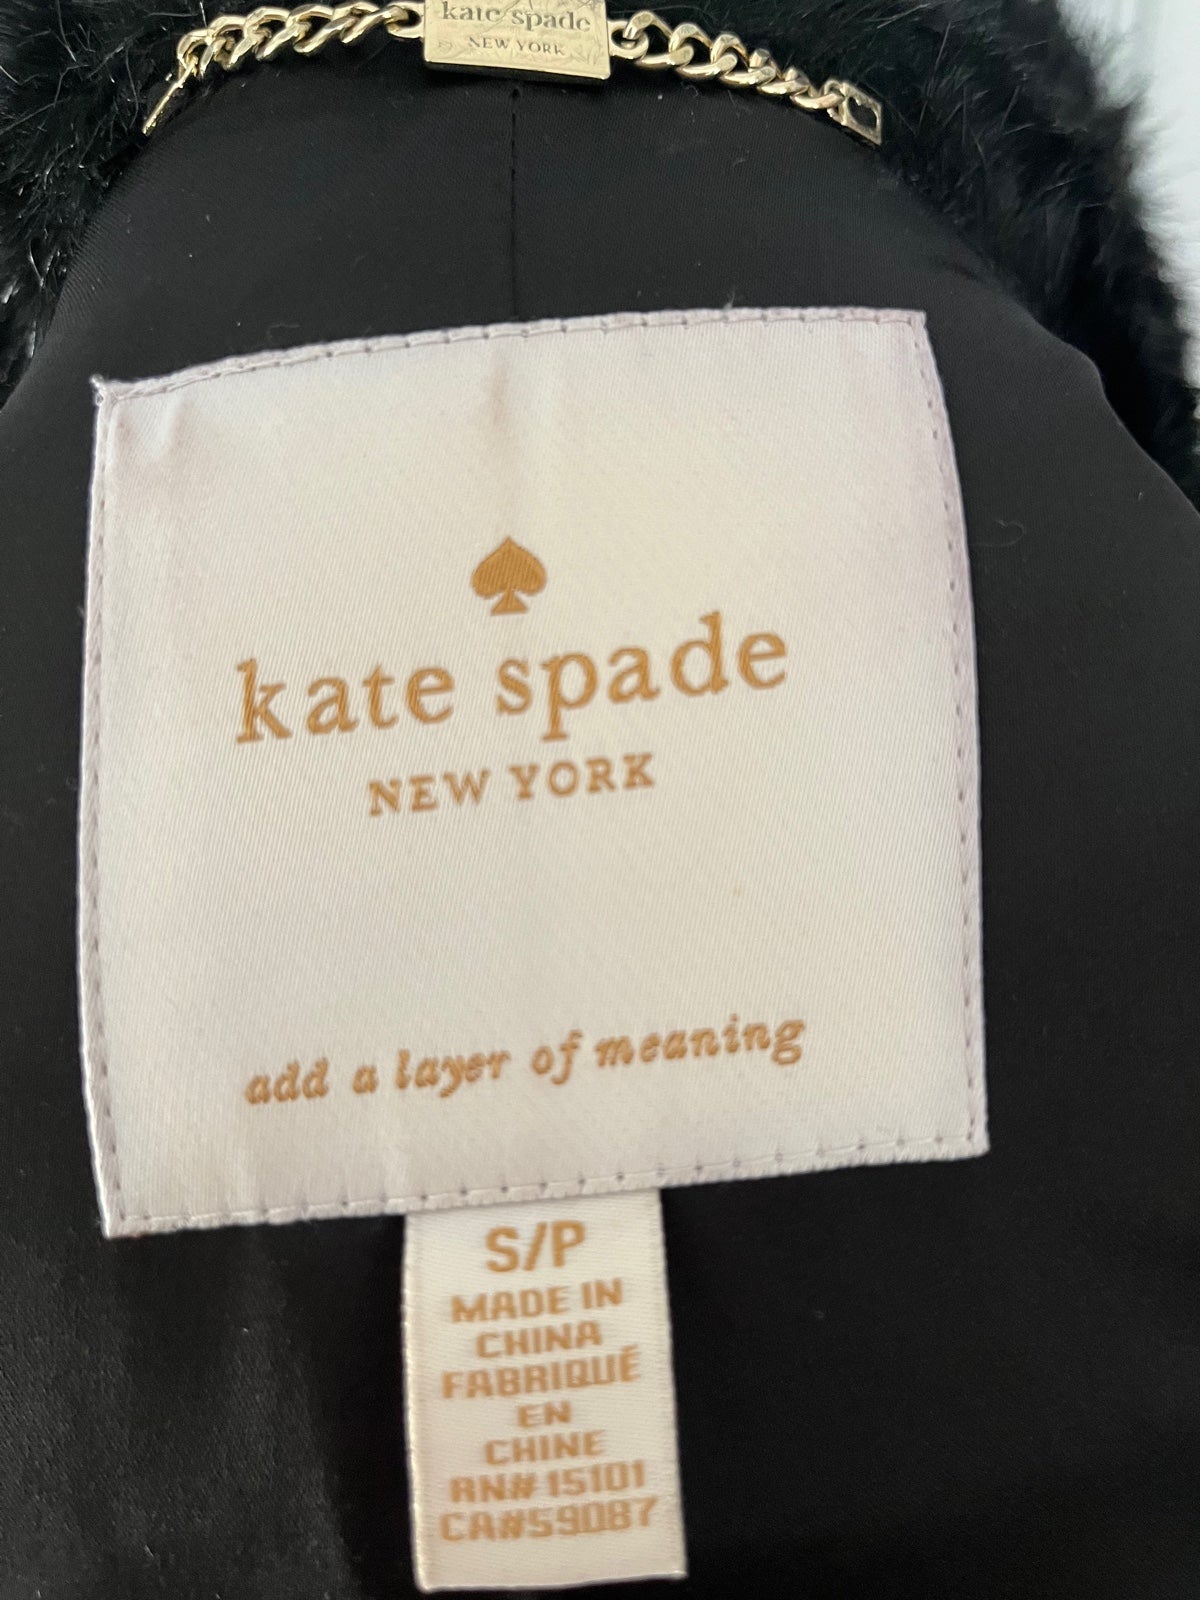 kate spade
NEW YORK
kate spade
NEW YORK
add a layer of meaning
S/P
MADE IN
CHINA
FABRIQUÉ
EN
CHINE
RN# 15101
CA#59087